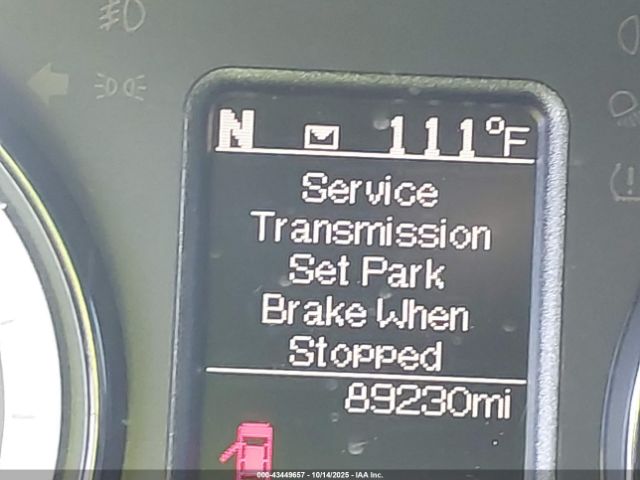 N 111°F
Service
Transmission
Set Park
Brake When
Stopped
89230mi
000-43449657 - 10/14/2025 - IAA Inc.